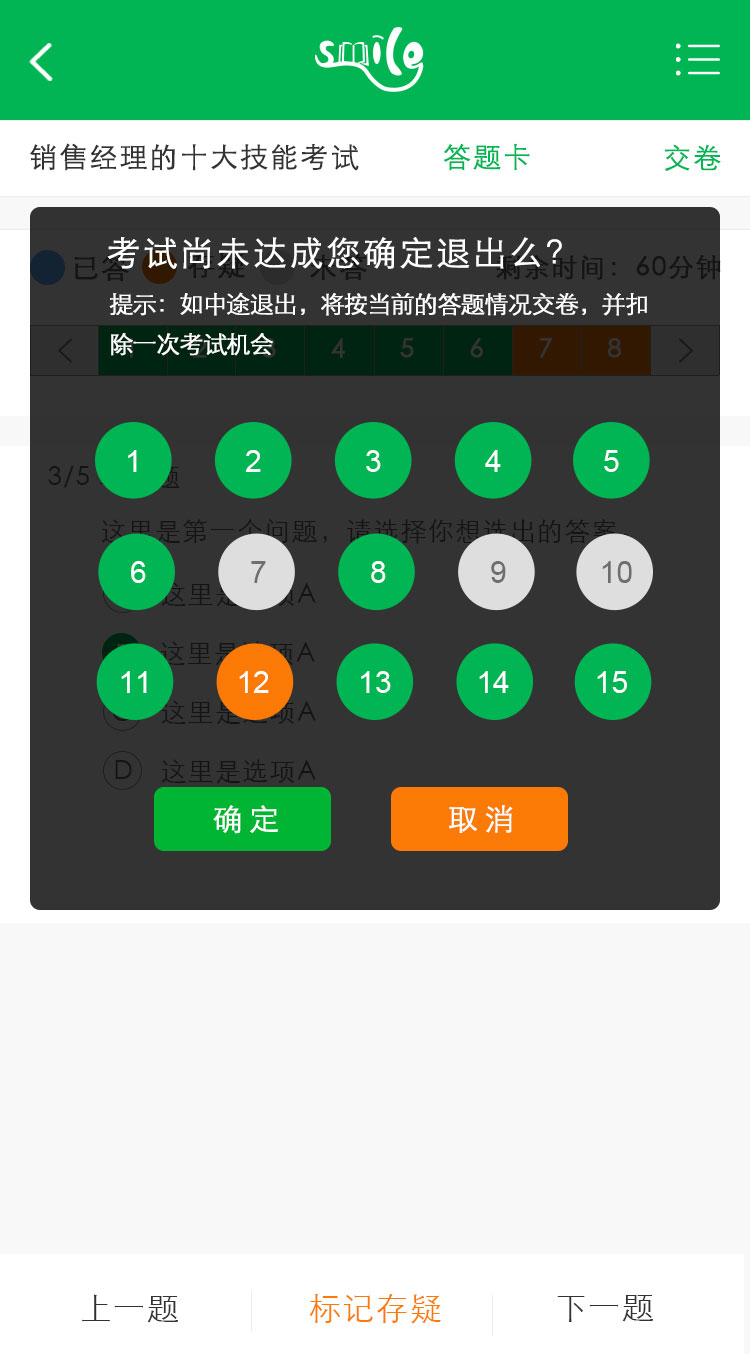 smile
销售经理的十大技能考试 答题卡 交卷
考试尚未达成您确定退出么？
已答 存疑 未答 剩余时间：60分钟
提示：如中途退出，将按当前的答题情况交卷，并扣
除一次考试机会
4 5 6 7 8
1 2 3 4 5
3/5 题
这里是第一个问题，请选择你想选出的答案
6 7 8 9 10
这里是选项A
这里是选项A
11 12 13 14 15
这里是选项A
D 这里是选项A
确定 取消
上一题 标记存疑 下一题